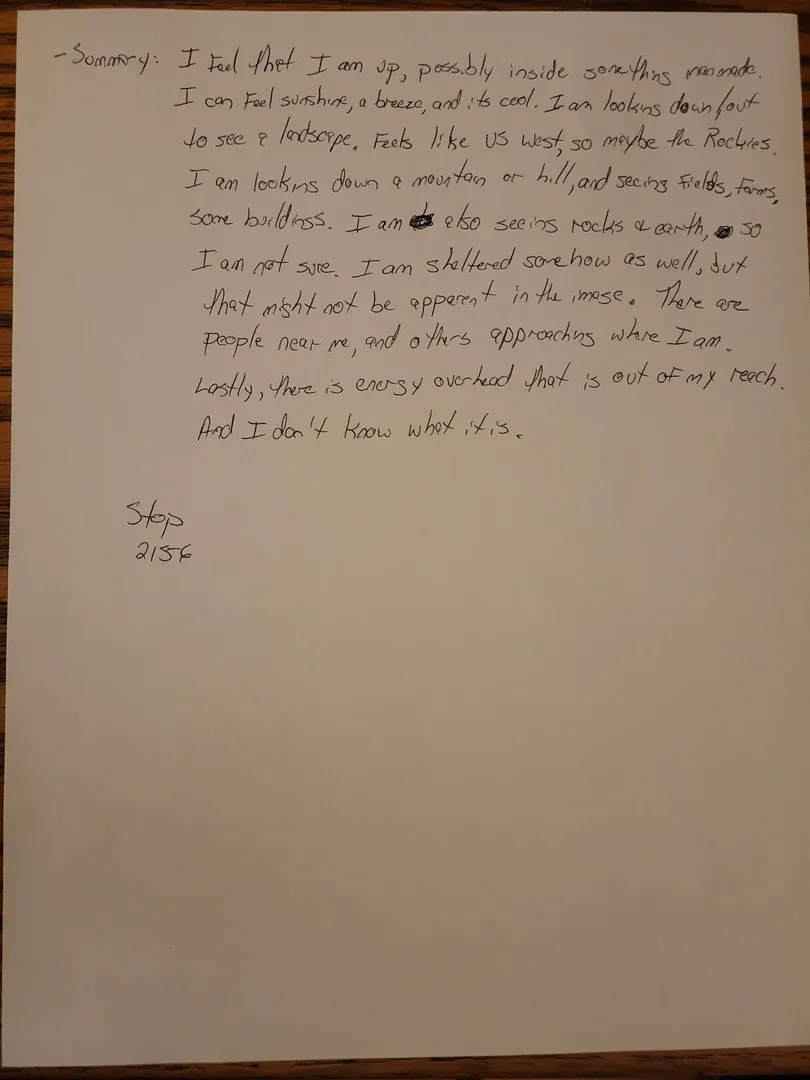 - Summary: I feel that I am up, possibly inside something manmade.
I can feel sunshine, a breeze, and its cool. I am looking down/out
to see a landscape. Feels like US West, so maybe the Rockies.
I am looking down a mountain or hill, and seeing fields, farms,
some buildings. I am also seeing rocks & earth, so
I am not sure. I am sheltered somehow as well, but
that might not be apparent in the image. There are
people near me, and others approaching where I am.
Lastly, there is energy overhead that is out of my reach.
And I don't know what it is.
Stop
2156